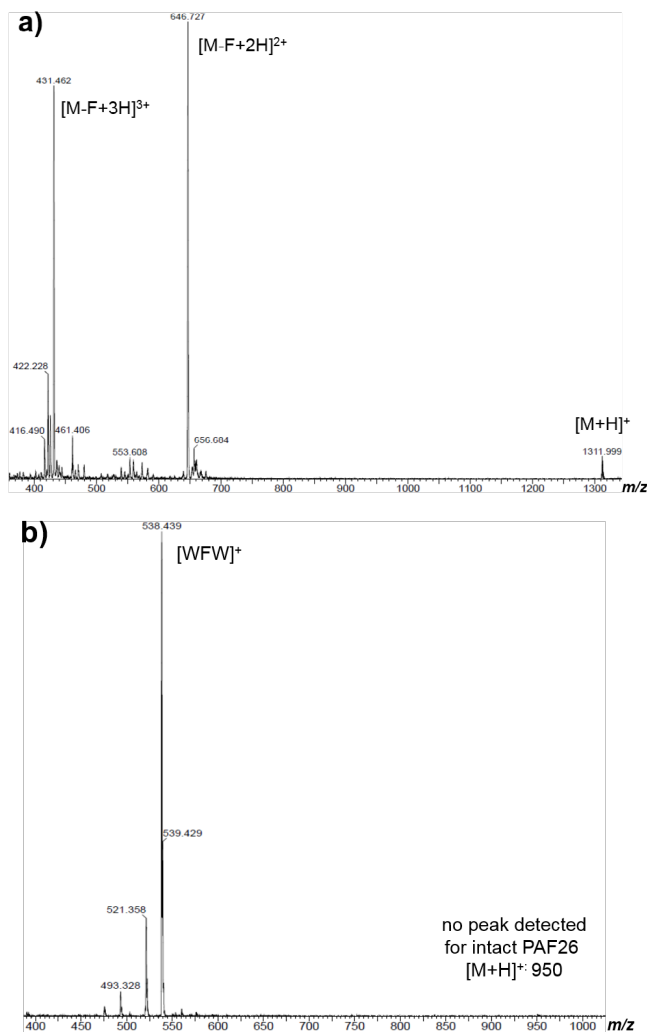 a)
646.727
[M-F+2H]2+
431.462
[M-F+3H]3+
422.228
416.490
461.406
553.608
656.684
[M+H]+
1311.999
400 500 600 700 800 900 1000 1100 1200 1300 m/z
b)
538.439
[WFW]+
539.429
521.358
493.328
no peak detected
for intact PAF26
[M+H]+: 950
400 450 500 550 600 650 700 750 800 850 900 950 1000 m/z